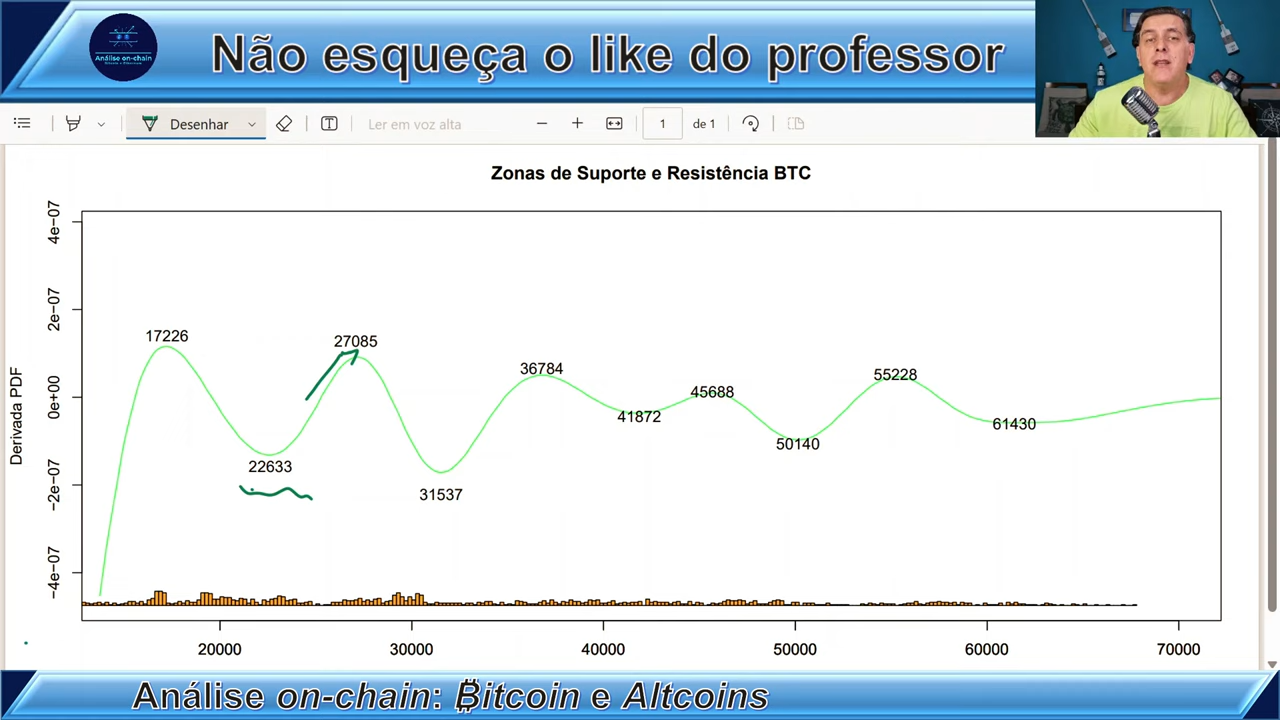 Não esqueça o like do professor
Análise on-chain
Desenhar
Ler em voz alta
1 de 1
Zonas de Suporte e Resistência BTC
Derivada PDF
4e−07
2e−07
0e+00
−2e−07
−4e−07
17226
27085
36784
55228
45688
41872
61430
50140
22633
31537
20000 30000 40000 50000 60000 70000
Análise on-chain: ₿itcoin e Altcoins